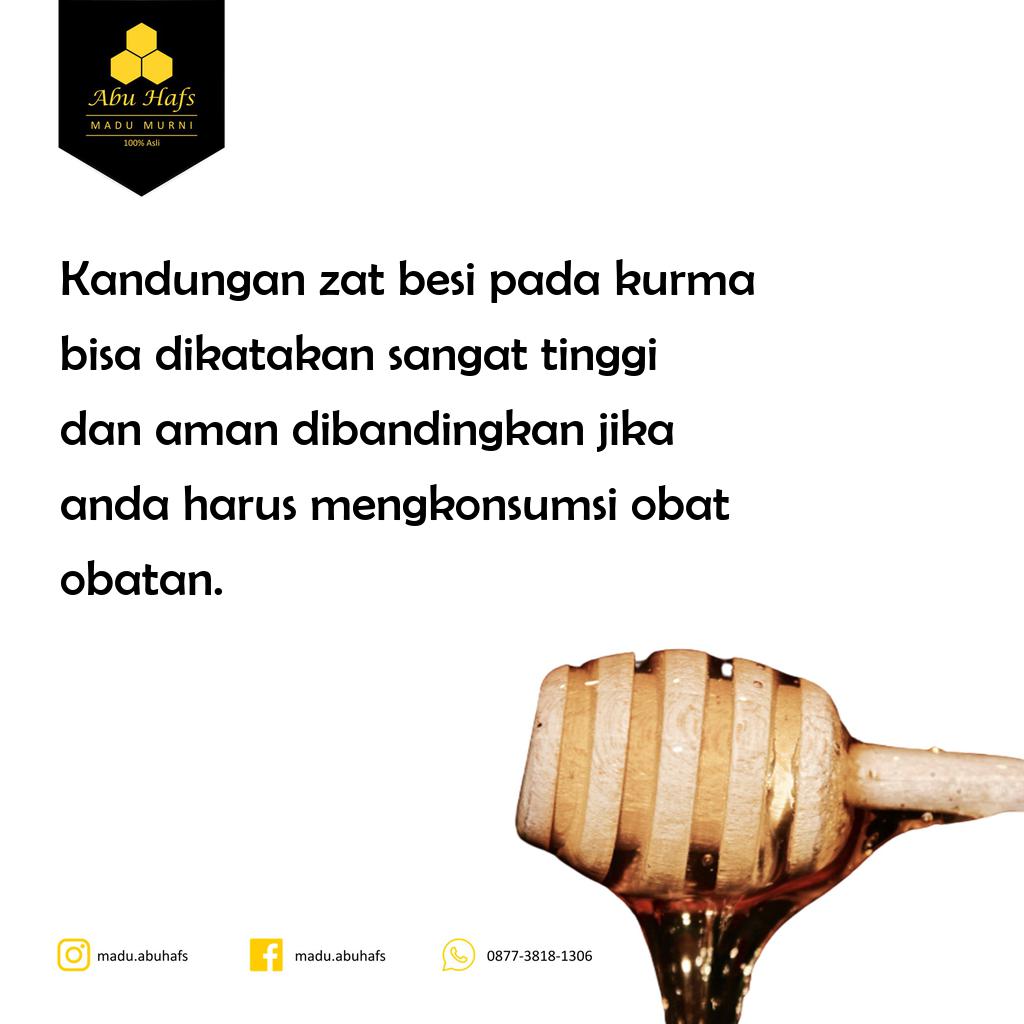 Abu Hafs
MADU MURNI
100% Asli
Kandungan zat besi pada kurma
bisa dikatakan sangat tinggi
dan aman dibandingkan jika
anda harus mengkonsumsi obat
obatan.
madu.abuhafs
madu.abuhafs
0877-3818-1306